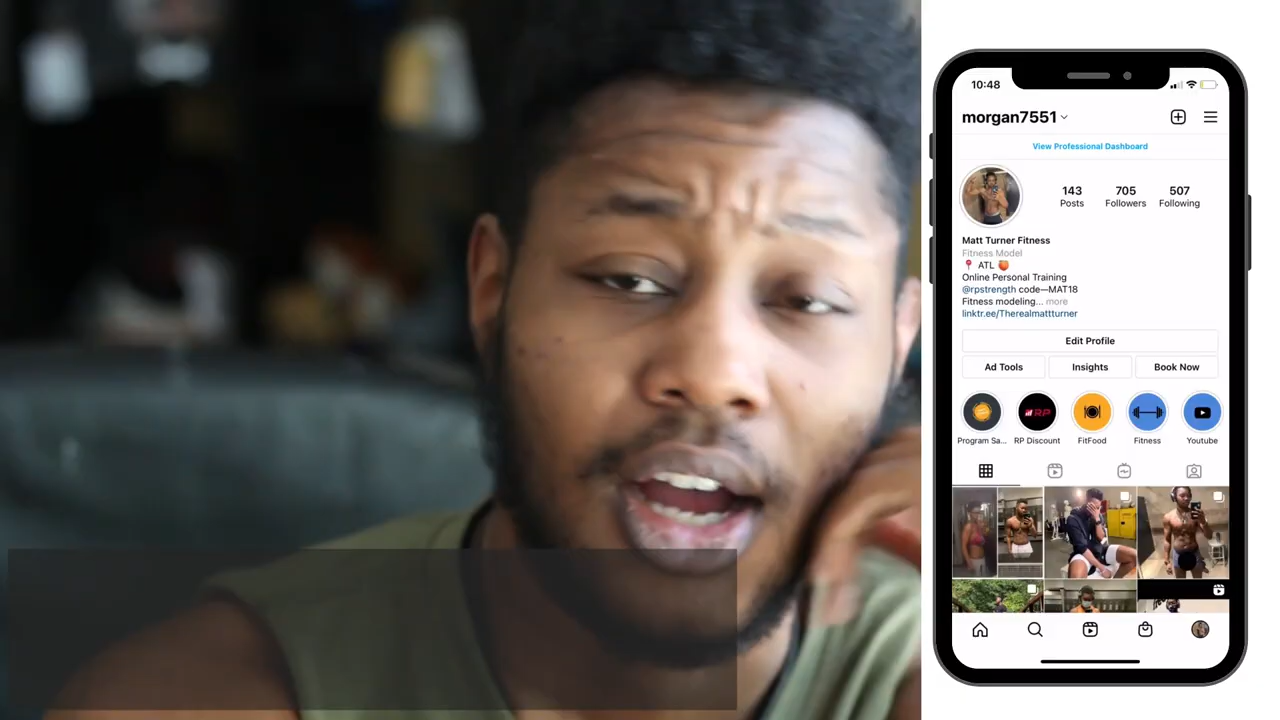 10:48
morgan7551
View Professional Dashboard
143 705 507
Posts Followers Following
Matt Turner Fitness
Fitness Model
📍 ATL 🍑
Online Personal Training
@rpstrength code—MAT18
Fitness modeling... more
linktr.ee/Therealmattturner
Edit Profile
Ad Tools Insights Book Now
RP
Program Sa... RP Discount FitFood Fitness Youtube